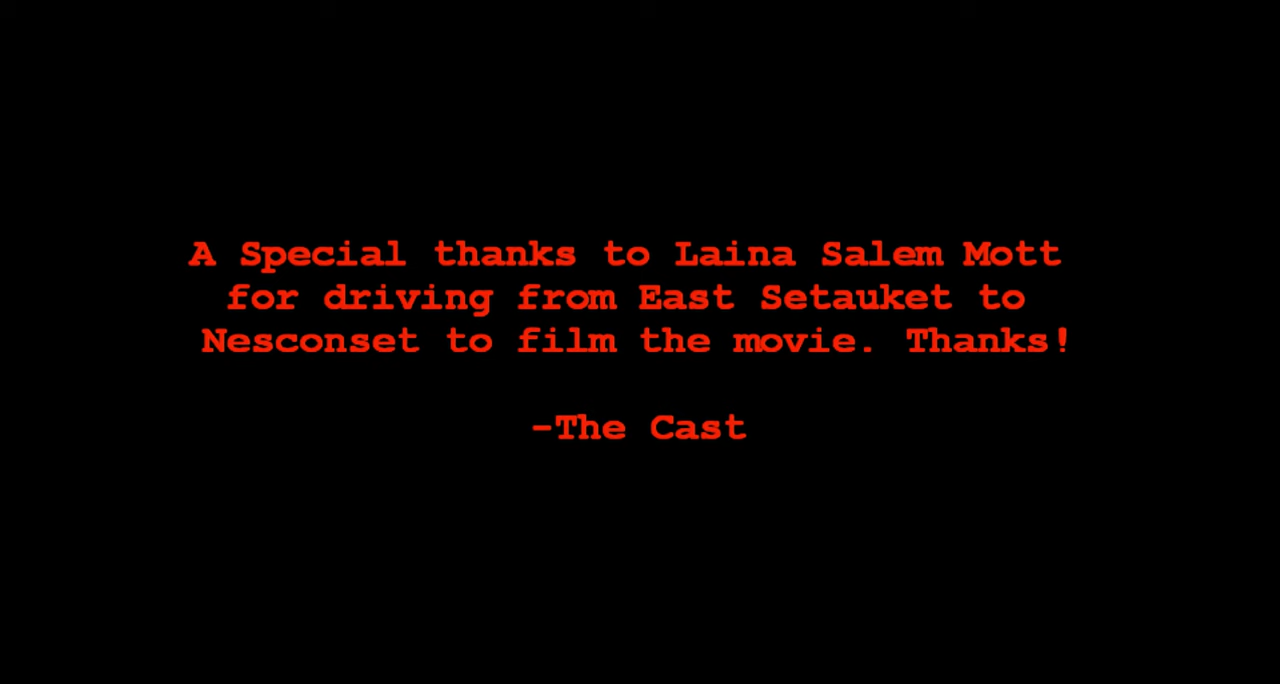 A Special thanks to Laina Salem Mott
for driving from East Setauket to
Nesconset to film the movie. Thanks!
-The Cast